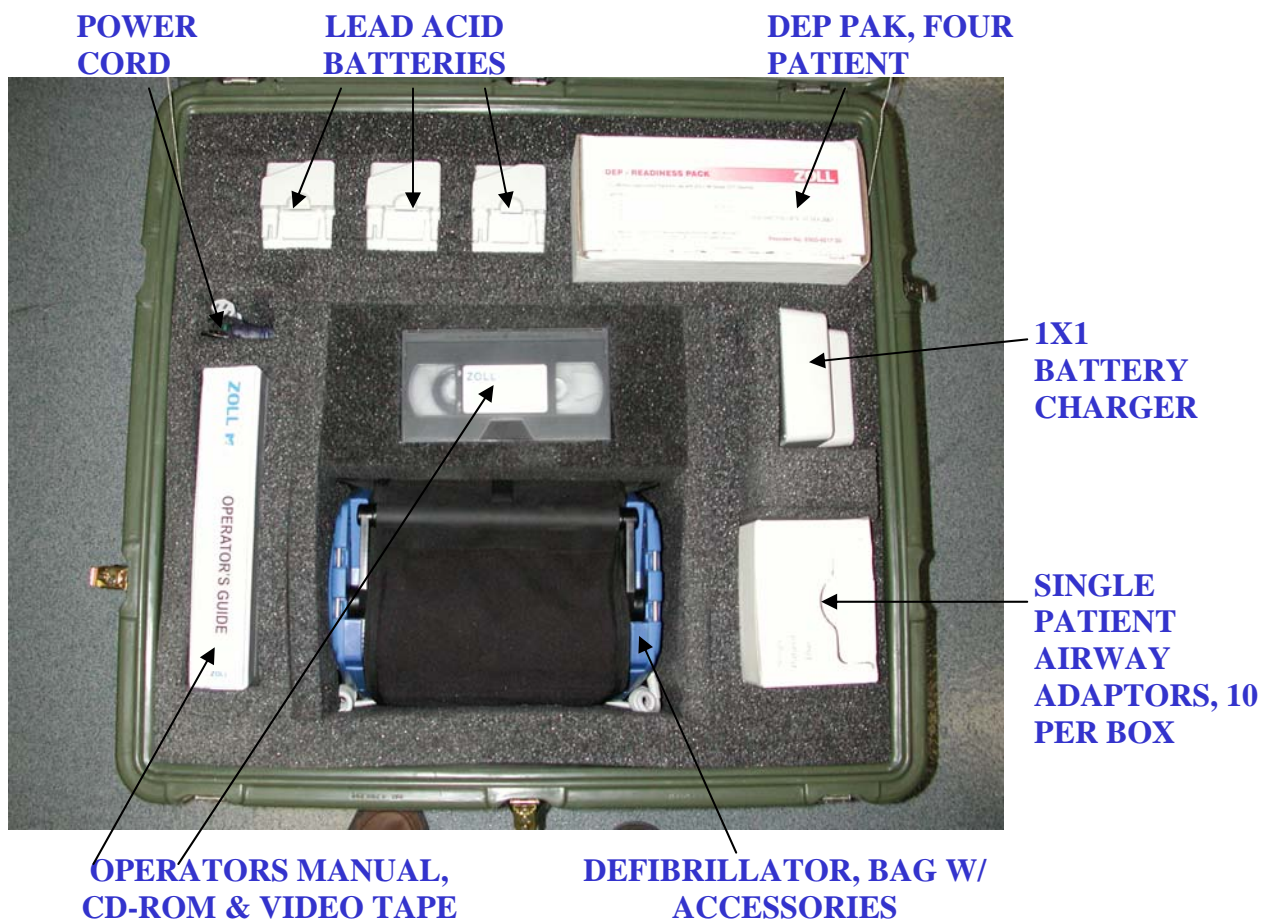 POWER
CORD
LEAD ACID
BATTERIES
DEP PAK, FOUR
PATIENT
DEP - READINESS PACK
ZOLL
ZOLL
ZOLL M
OPERATOR'S GUIDE
1X1
BATTERY
CHARGER
SINGLE
PATIENT
AIRWAY
ADAPTORS, 10
PER BOX
OPERATORS MANUAL,
CD-ROM & VIDEO TAPE
DEFIBRILLATOR, BAG W/
ACCESSORIES